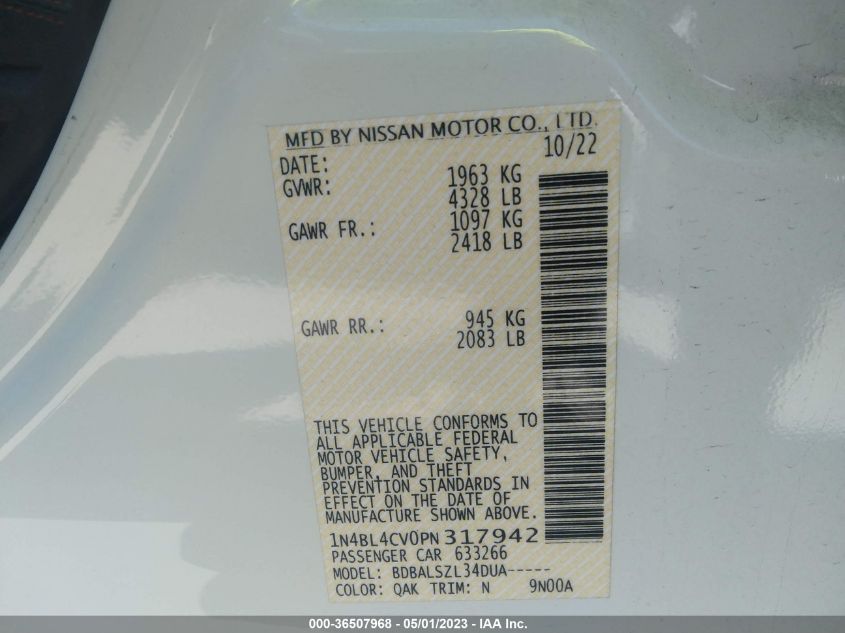 MFD BY NISSAN MOTOR CO., LTD.
DATE: 10/22
GVWR: 1963 KG
4328 LB
GAWR FR.: 1097 KG
2418 LB
GAWR RR.: 945 KG
2083 LB
THIS VEHICLE CONFORMS TO
ALL APPLICABLE FEDERAL
MOTOR VEHICLE SAFETY,
BUMPER, AND THEFT
PREVENTION STANDARDS IN
EFFECT ON THE DATE OF
MANUFACTURE SHOWN ABOVE.
1N4BL4CV0PN317942
PASSENGER CAR 633266
MODEL: BDBALSZL34DUA-----
COLOR: QAK TRIM: N 9N00A
000-36507968 - 05/01/2023 - IAA Inc.